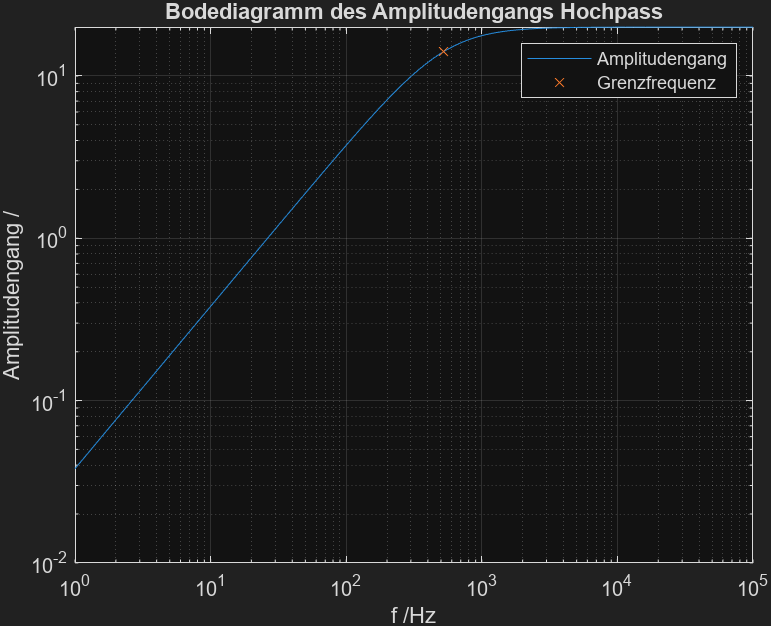 Bodediagramm des Amplitudengangs Hochpass
Amplitudengang
Grenzfrequenz
Amplitudengang /
10^1
10^0
10^-1
10^-2
10^0 10^1 10^2 10^3 10^4 10^5
f /Hz